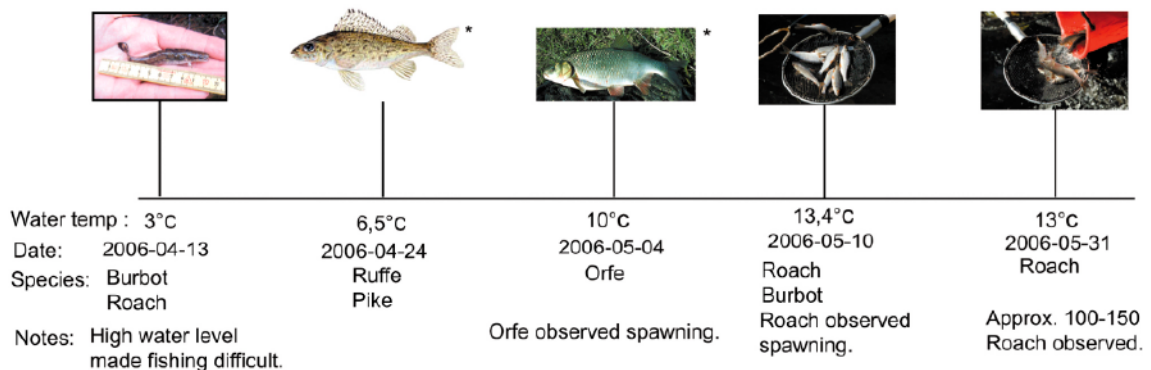 *
*
Water temp : 3°C 6,5°C 10°C 13,4°C 13°C
Date: 2006-04-13 2006-04-24 2006-05-04 2006-05-10 2006-05-31
Species: Burbot Ruffe Orfe Roach Roach
Roach Pike Burbot
Notes: High water level Orfe observed spawning. Roach observed Approx. 100-150
made fishing difficult. spawning. Roach observed.